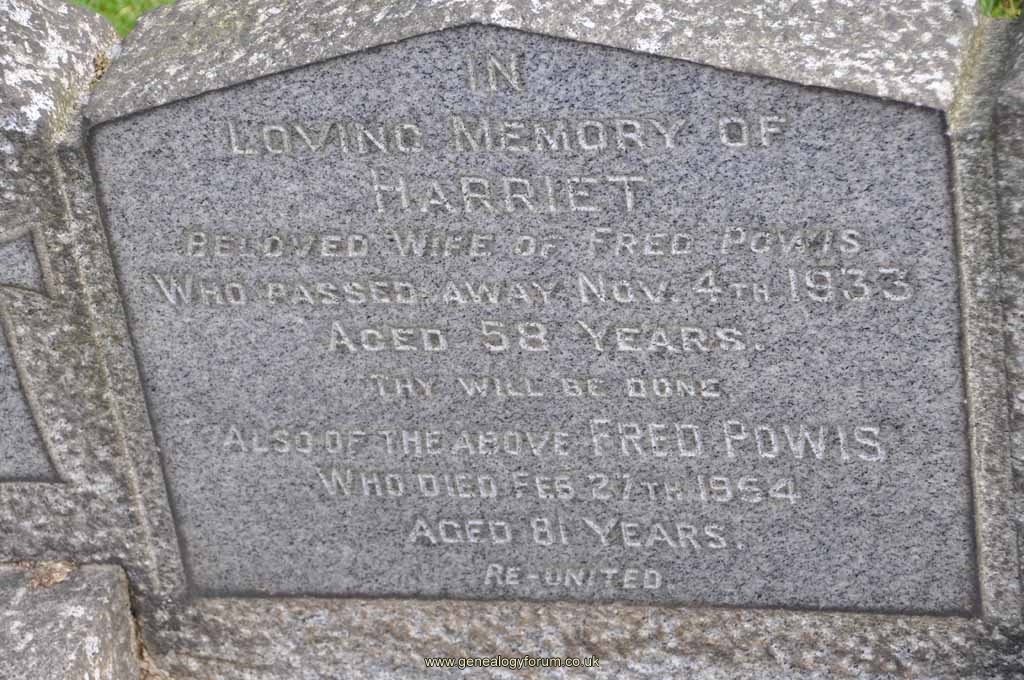 IN
LOVING MEMORY OF
HARRIET
BELOVED WIFE OF FRED POWIS
WHO PASSED AWAY NOV. 4TH 1933
AGED 58 YEARS.
THY WILL BE DONE.
ALSO OF THE ABOVE FRED POWIS
WHO DIED FEB. 27TH 1954
AGED 81 YEARS.
RE-UNITED
www.genealogyforum.co.uk